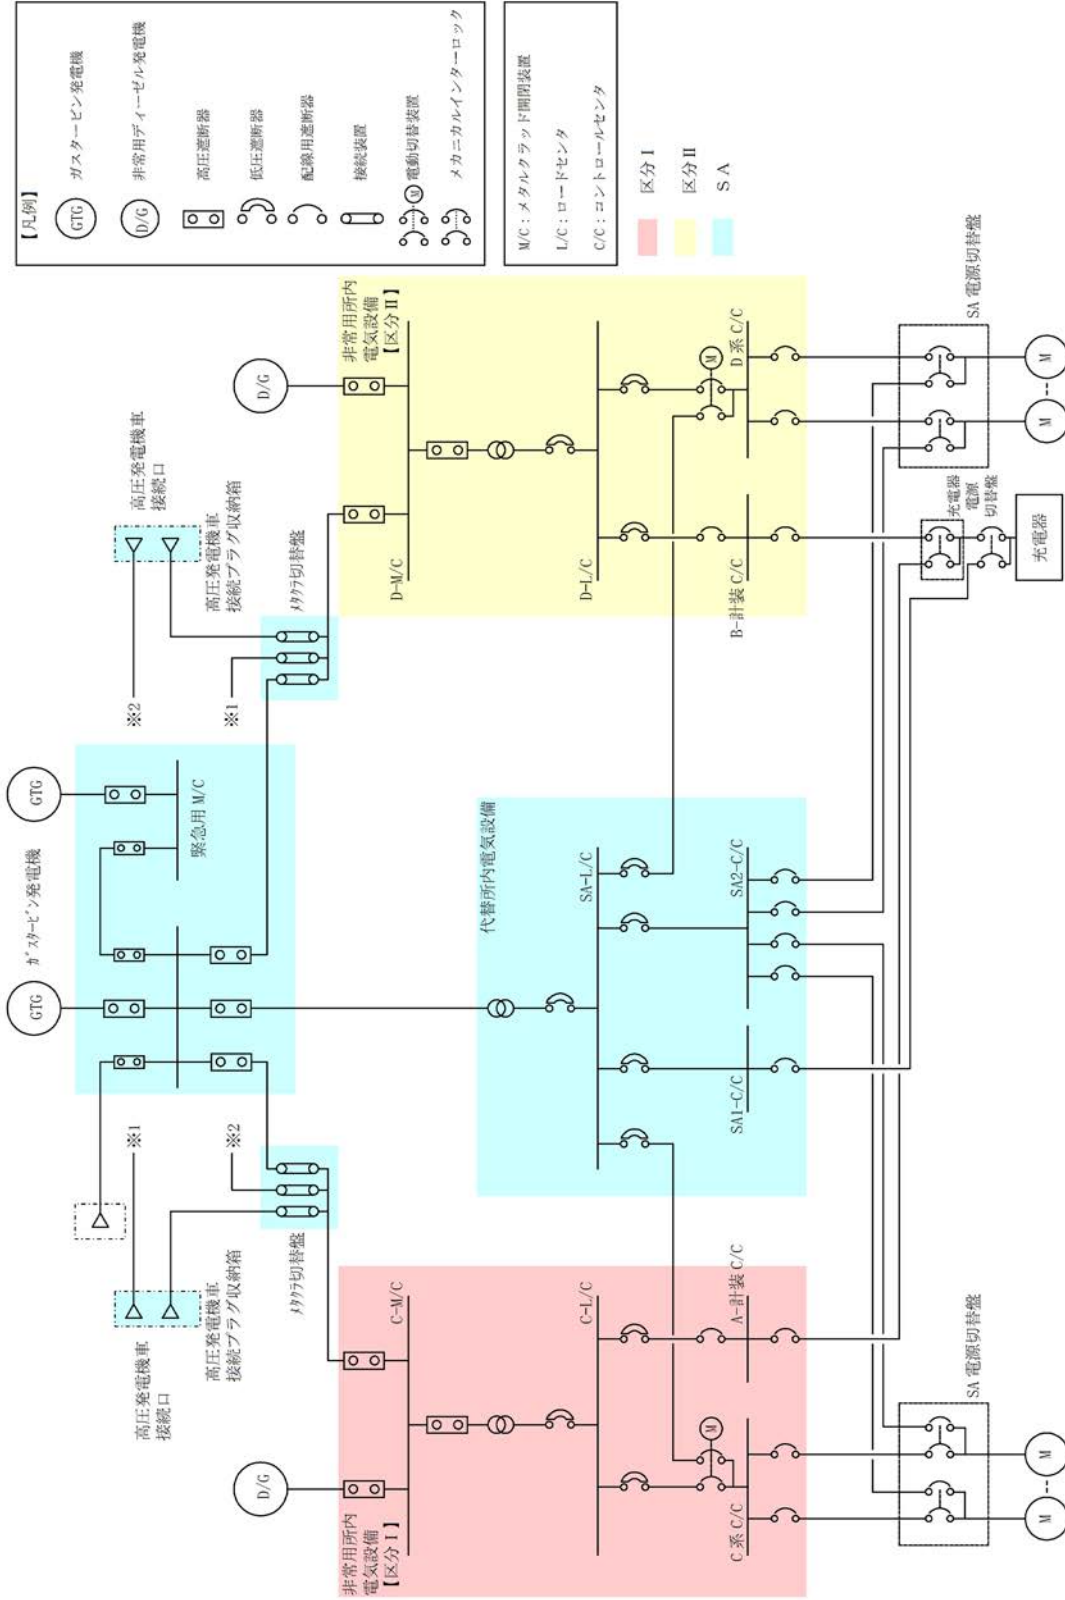 【凡例】
GTG
ガスタービン発電機
D/G
非常用ディーゼル発電機
高圧遮断器
低圧遮断器
配線用遮断器
接続装置
M
電動切替装置
メカニカルインターロック
M/C：メタルクラッド開閉装置
L/C：ロードセンタ
C/C：コントロールセンタ
区分Ⅰ
区分Ⅱ
ＳＡ
GTG
ｶﾞｽﾀｰﾋﾞﾝ発電機
GTG
緊急用 M/C
※1
※2
高圧発電機車
接続口
高圧発電機車
接続プラグ収納箱
ﾒﾀｸﾗ切替盤
※2
※1
高圧発電機車
接続口
高圧発電機車
接続プラグ収納箱
ﾒﾀｸﾗ切替盤
D/G
非常用所内
電気設備
【区分Ⅰ】
C-M/C
C-L/C
M
C 系 C/C
A-計装 C/C
代替所内電気設備
SA-L/C
SA1-C/C
SA2-C/C
D/G
非常用所内
電気設備
【区分Ⅱ】
D-M/C
D-L/C
M
B-計装 C/C
D 系 C/C
SA 電源切替盤
M
M
充電器
電源
切替盤
充電器
SA 電源切替盤
M
M